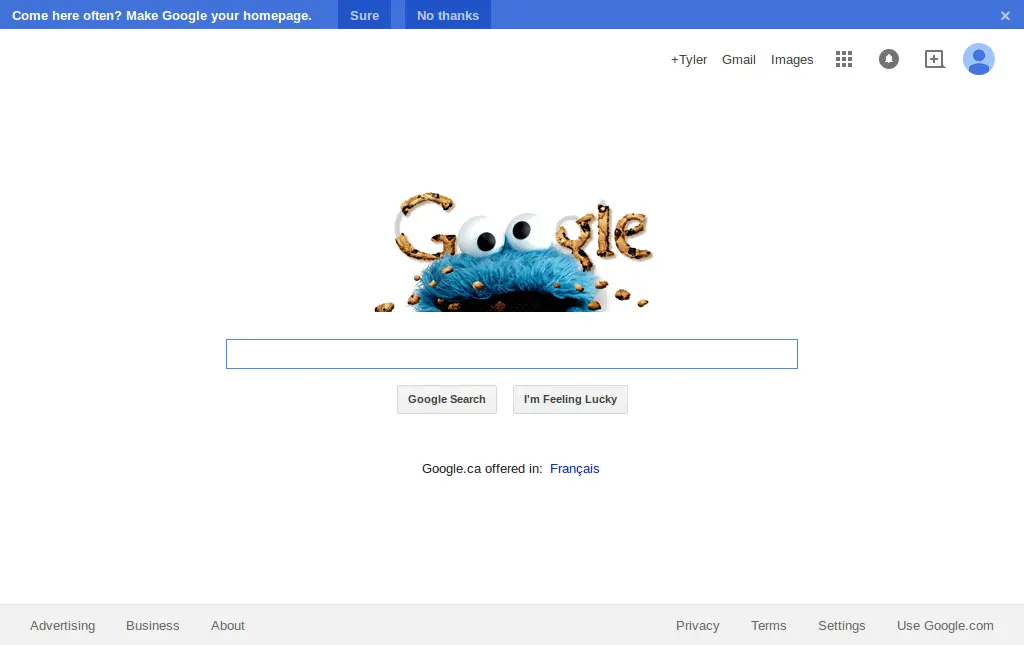 Come here often? Make Google your homepage. Sure No thanks ×
+Tyler Gmail Images
Google
Google Search I'm Feeling Lucky
Google.ca offered in: Français
Advertising Business About Privacy Terms Settings Use Google.com